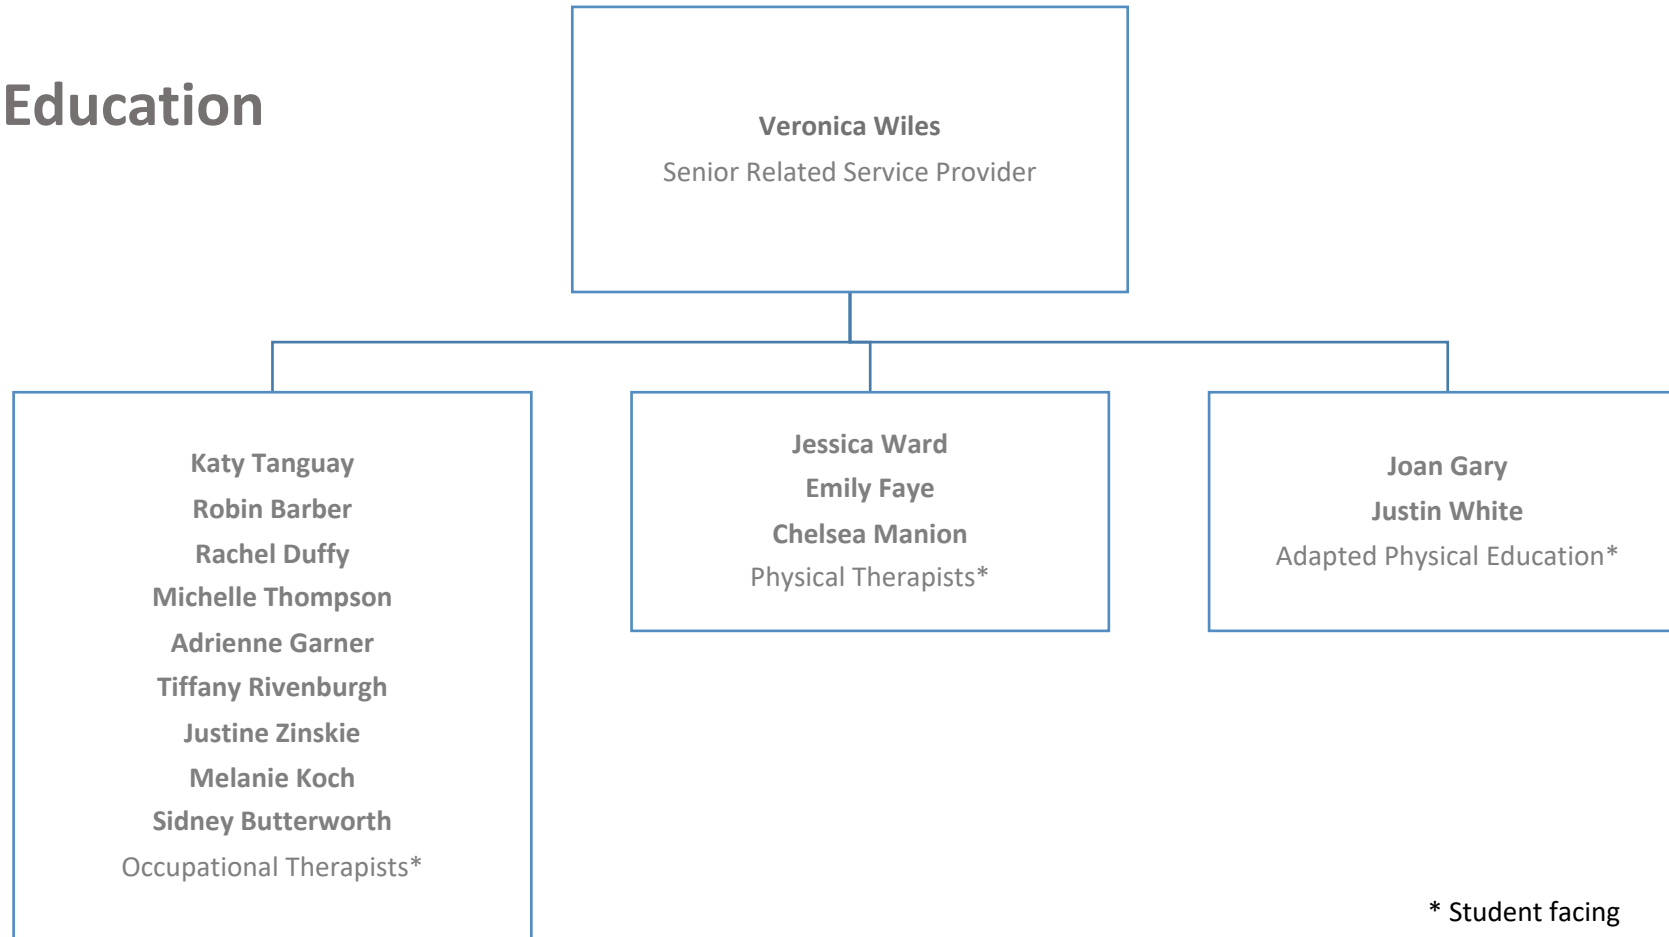 Education
Veronica Wiles
Senior Related Service Provider
Katy Tanguay
Robin Barber
Rachel Duffy
Michelle Thompson
Adrienne Garner
Tiffany Rivenburgh
Justine Zinskie
Melanie Koch
Sidney Butterworth
Occupational Therapists*
Jessica Ward
Emily Faye
Chelsea Manion
Physical Therapists*
Joan Gary
Justin White
Adapted Physical Education*
* Student facing